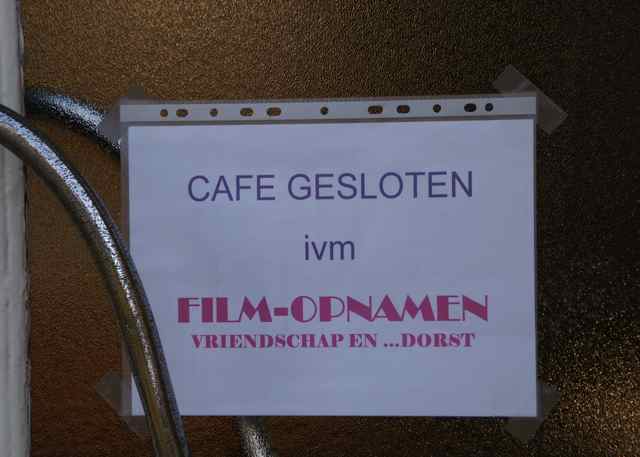 CAFE GESLOTEN
ivm
FILM-OPNAMEN
VRIENDSCHAP EN ...DORST